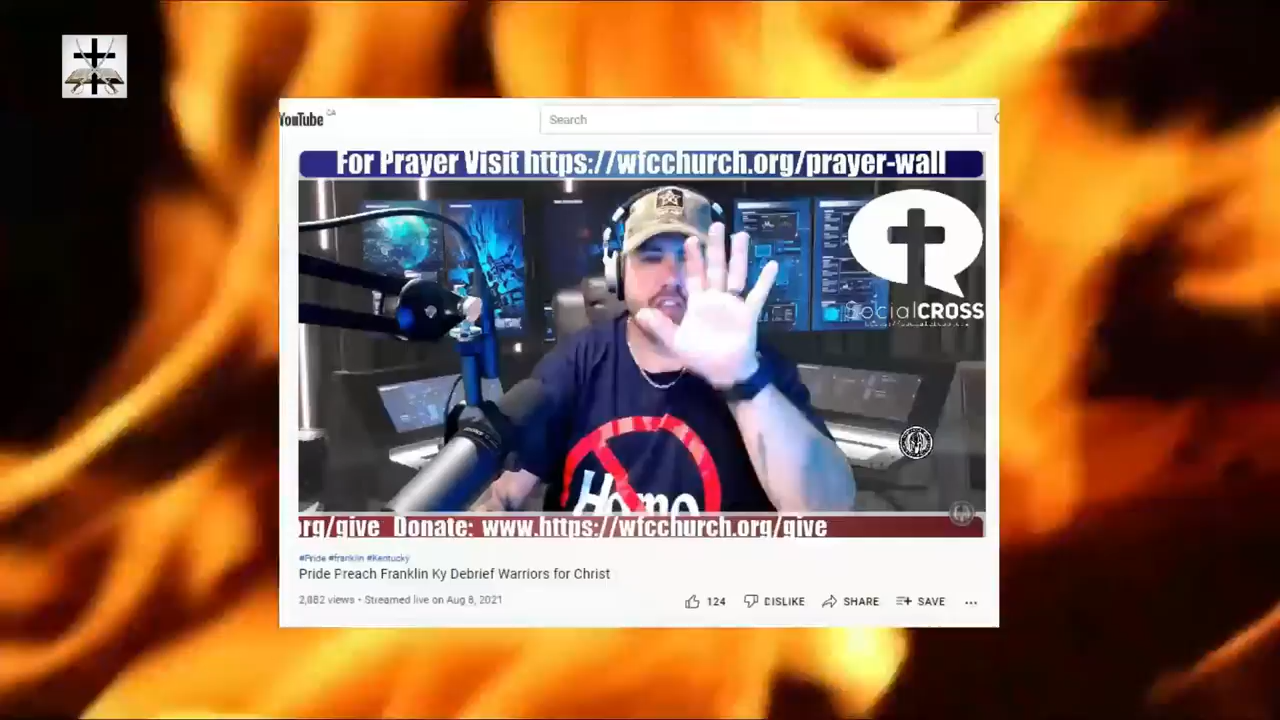 YouTube CA
Search
For Prayer Visit https://wfcchurch.org/prayer-wall
socialCROSS
Homo
org/give Donate: www.https://wfcchurch.org/give
#Pride #franklin #Kentucky
Pride Preach Franklin Ky Debrief Warriors for Christ
2,882 views • Streamed live on Aug 8, 2021
124
DISLIKE
SHARE
SAVE